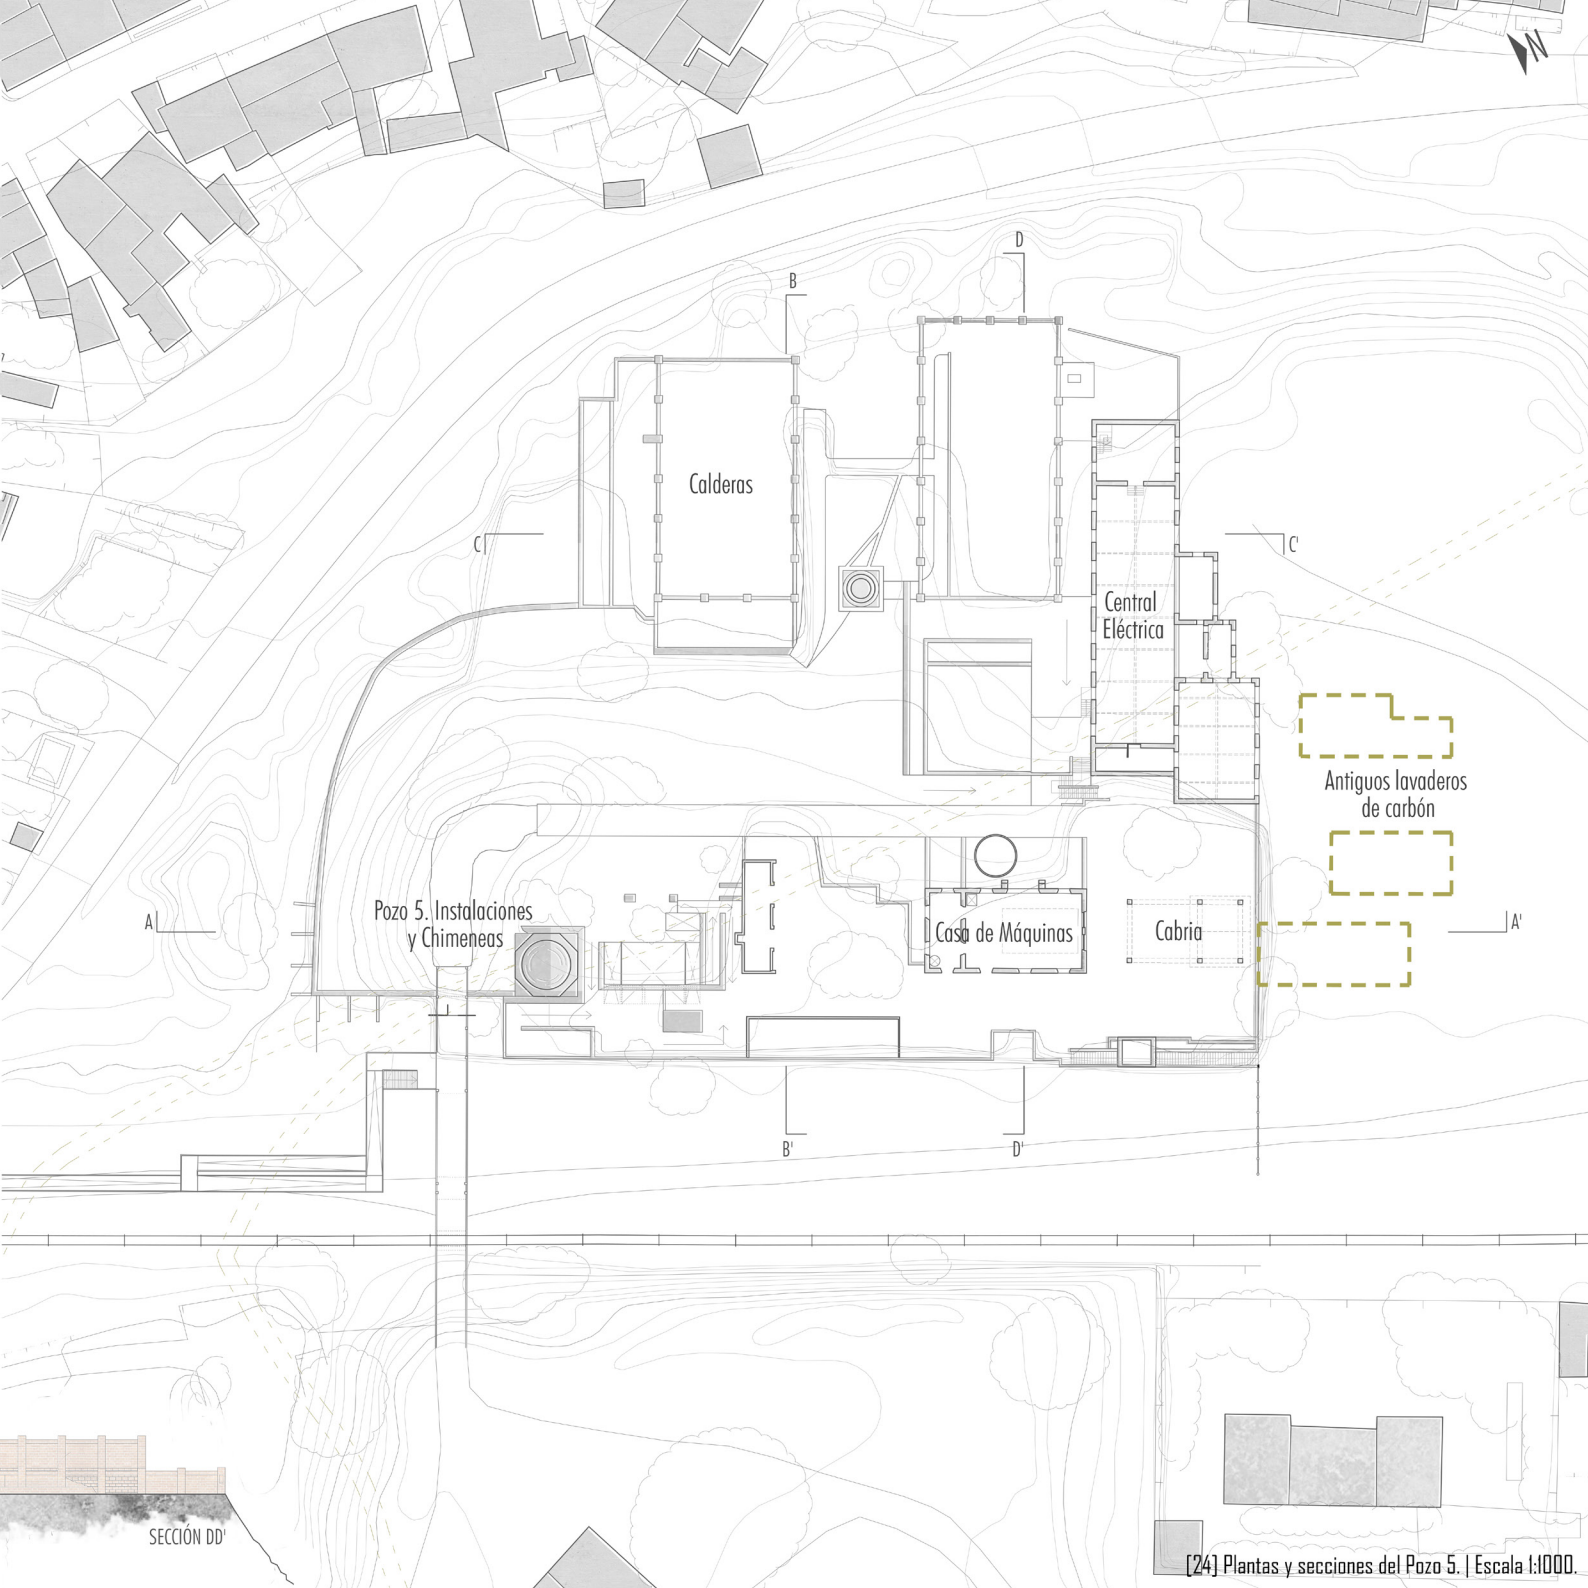 N
D
B
Calderas
C
C'
Central
Eléctrica
Antiguos lavaderos
de carbón
Pozo 5. Instalaciones
y Chimeneas
A
Casa de Máquinas
Cabria
A'
B'
D'
SECCIÓN DD'
[24] Plantas y secciones del Pozo 5. | Escala 1:1000.